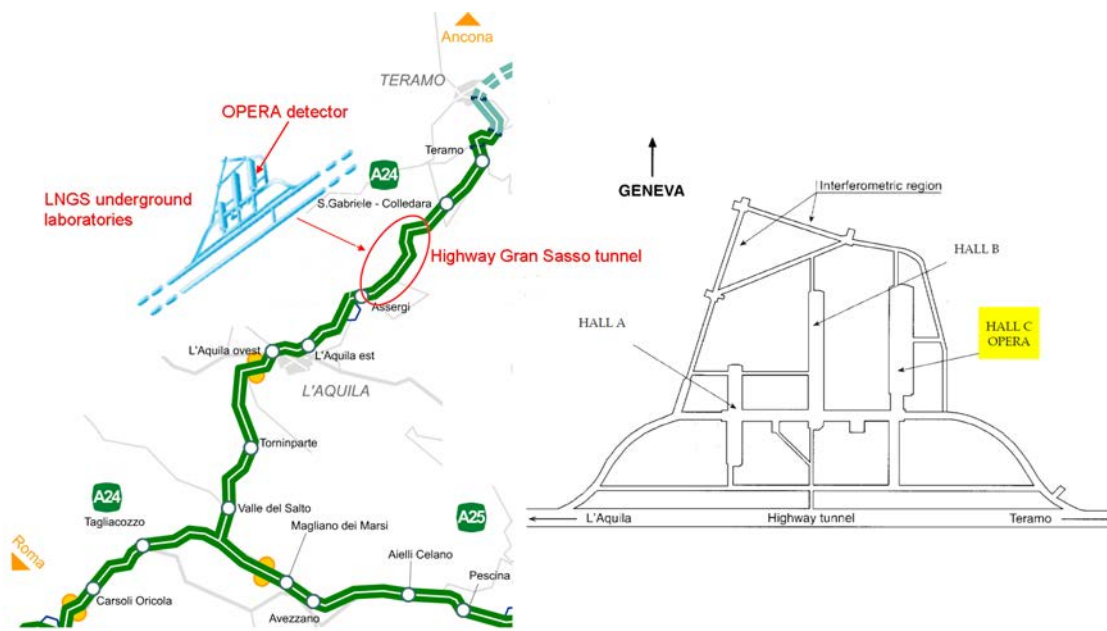 Ancona
TERAMO
OPERA detector
Teramo
A24
LNGS underground
laboratories
S.Gabriele - Colledara
Highway Gran Sasso tunnel
Assergi
L'Aquila ovest
L'Aquila est
L'AQUILA
Torninparte
A24
Tagliacozzo
Valle del Salto
Magliano dei Marsi
A25
Roma
Aielli Celano
Pescina
Carsoli Oricola
Avezzano
GENEVA
Interferometric region
HALL B
HALL A
HALL C
OPERA
L'Aquila
Highway tunnel
Teramo